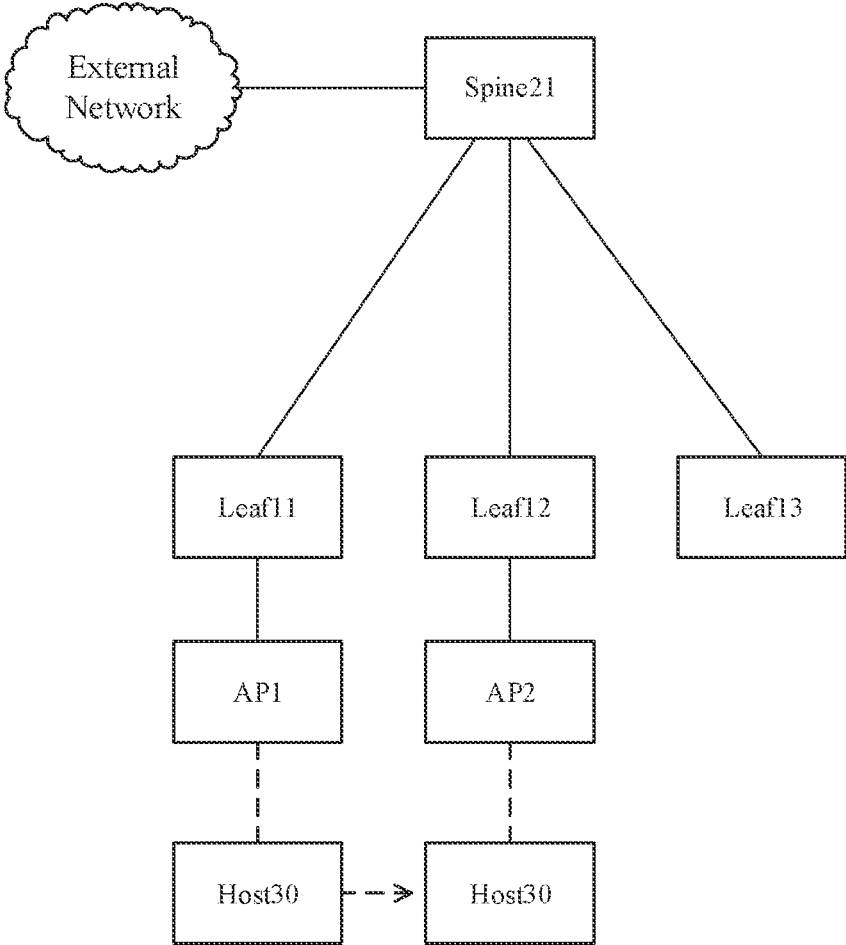 External
Network
Spine21
Leaf11
Leaf12
Leaf13
AP1
AP2
Host30
Host30